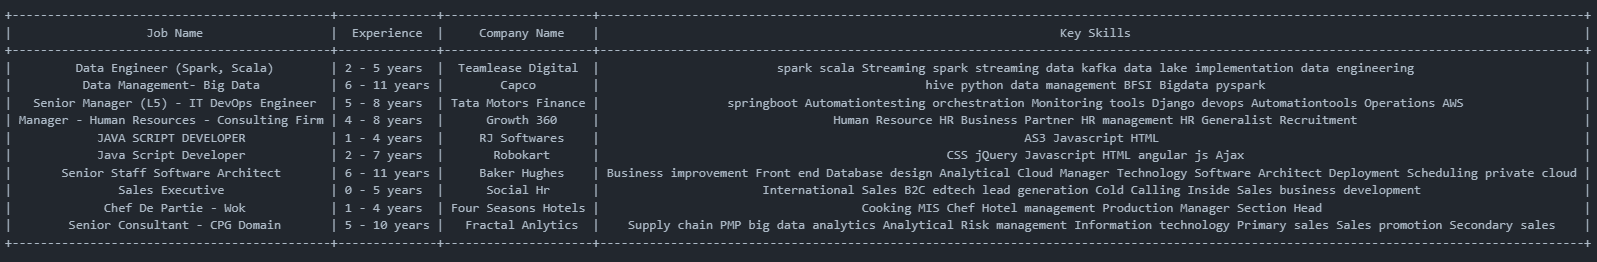 Job Name | Experience | Company Name | Key Skills
Data Engineer (Spark, Scala) | 2 - 5 years | Teamlease Digital | spark scala Streaming spark streaming data kafka data lake implementation data engineering
Data Management- Big Data | 6 - 11 years | Capco | hive python data management BFSI Bigdata pyspark
Senior Manager (L5) - IT DevOps Engineer | 5 - 8 years | Tata Motors Finance | springboot Automationtesting orchestration Monitoring tools Django devops Automationtools Operations AWS
Manager - Human Resources - Consulting Firm | 4 - 8 years | Growth 360 | Human Resource HR Business Partner HR management HR Generalist Recruitment
JAVA SCRIPT DEVELOPER | 1 - 4 years | RJ Softwares | AS3 Javascript HTML
Java Script Developer | 2 - 7 years | Robokart | CSS jQuery Javascript HTML angular js Ajax
Senior Staff Software Architect | 6 - 11 years | Baker Hughes | Business improvement Front end Database design Analytical Cloud Manager Technology Software Architect Deployment Scheduling private cloud
Sales Executive | 0 - 5 years | Social Hr | International Sales B2C edtech lead generation Cold Calling Inside Sales business development
Chef De Partie - Wok | 1 - 4 years | Four Seasons Hotels | Cooking MIS Chef Hotel management Production Manager Section Head
Senior Consultant - CPG Domain | 5 - 10 years | Fractal Anlytics | Supply chain PMP big data analytics Analytical Risk management Information technology Primary sales Sales promotion Secondary sales